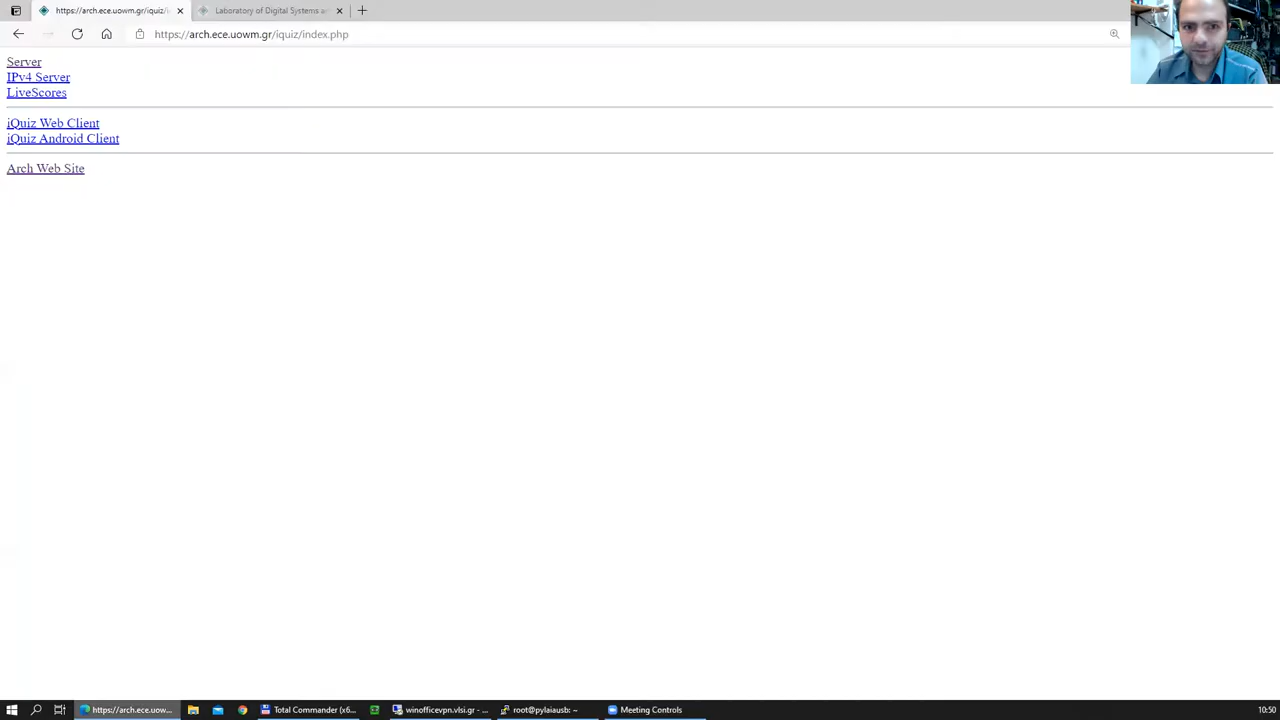 https://arch.ece.uowm.gr/iquiz/i
Laboratory of Digital Systems a
https://arch.ece.uowm.gr/iquiz/index.php
Server
IPv4 Server
LiveScores
iQuiz Web Client
iQuiz Android Client
Arch Web Site
https://arch.ece.uow...
Total Commander (x6...
winofficevpn.vlsi.gr - ...
root@pylaiausb: ~
Meeting Controls
10:50